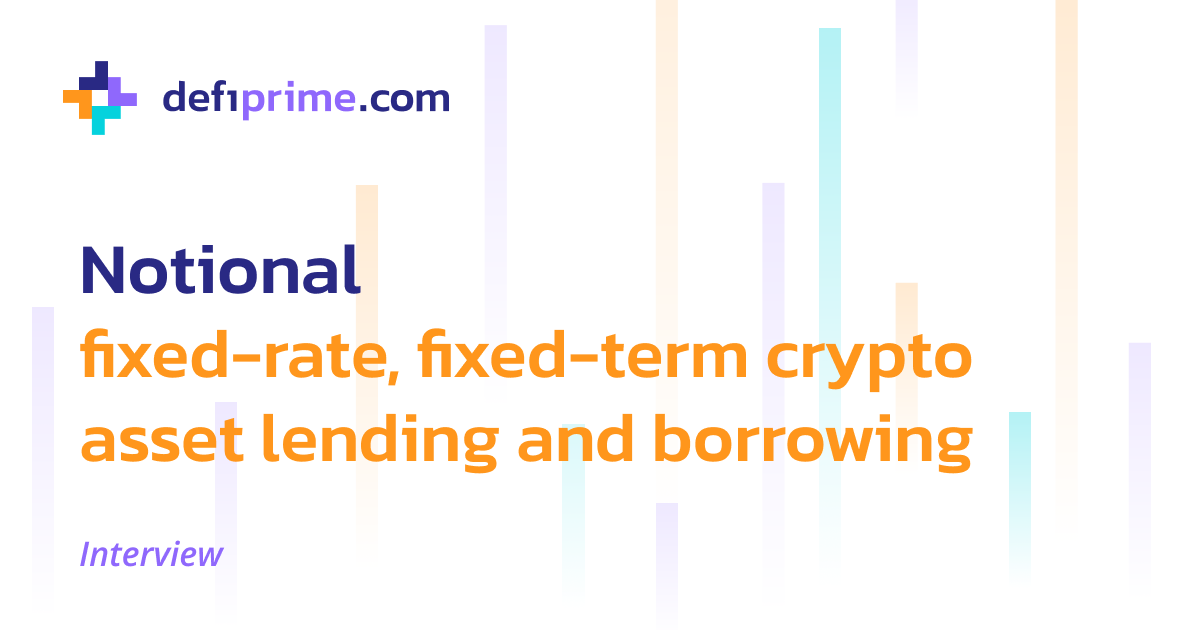 defiprime.com
Notional
fixed-rate, fixed-term crypto
asset lending and borrowing
Interview